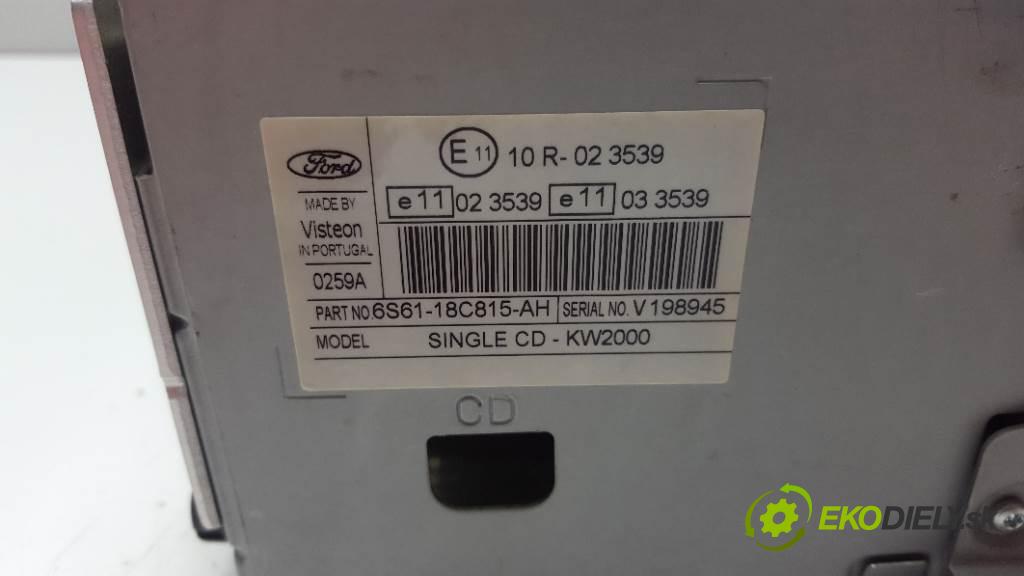 Ford
E 11 10 R- 02 3539
MADE BY
e 11 02 3539 e 11 03 3539
Visteon
IN PORTUGAL
0259A
PART NO. 6S61-18C815-AH SERIAL NO. V 198945
MODEL SINGLE CD - KW2000
CD
EKODIELY.sk